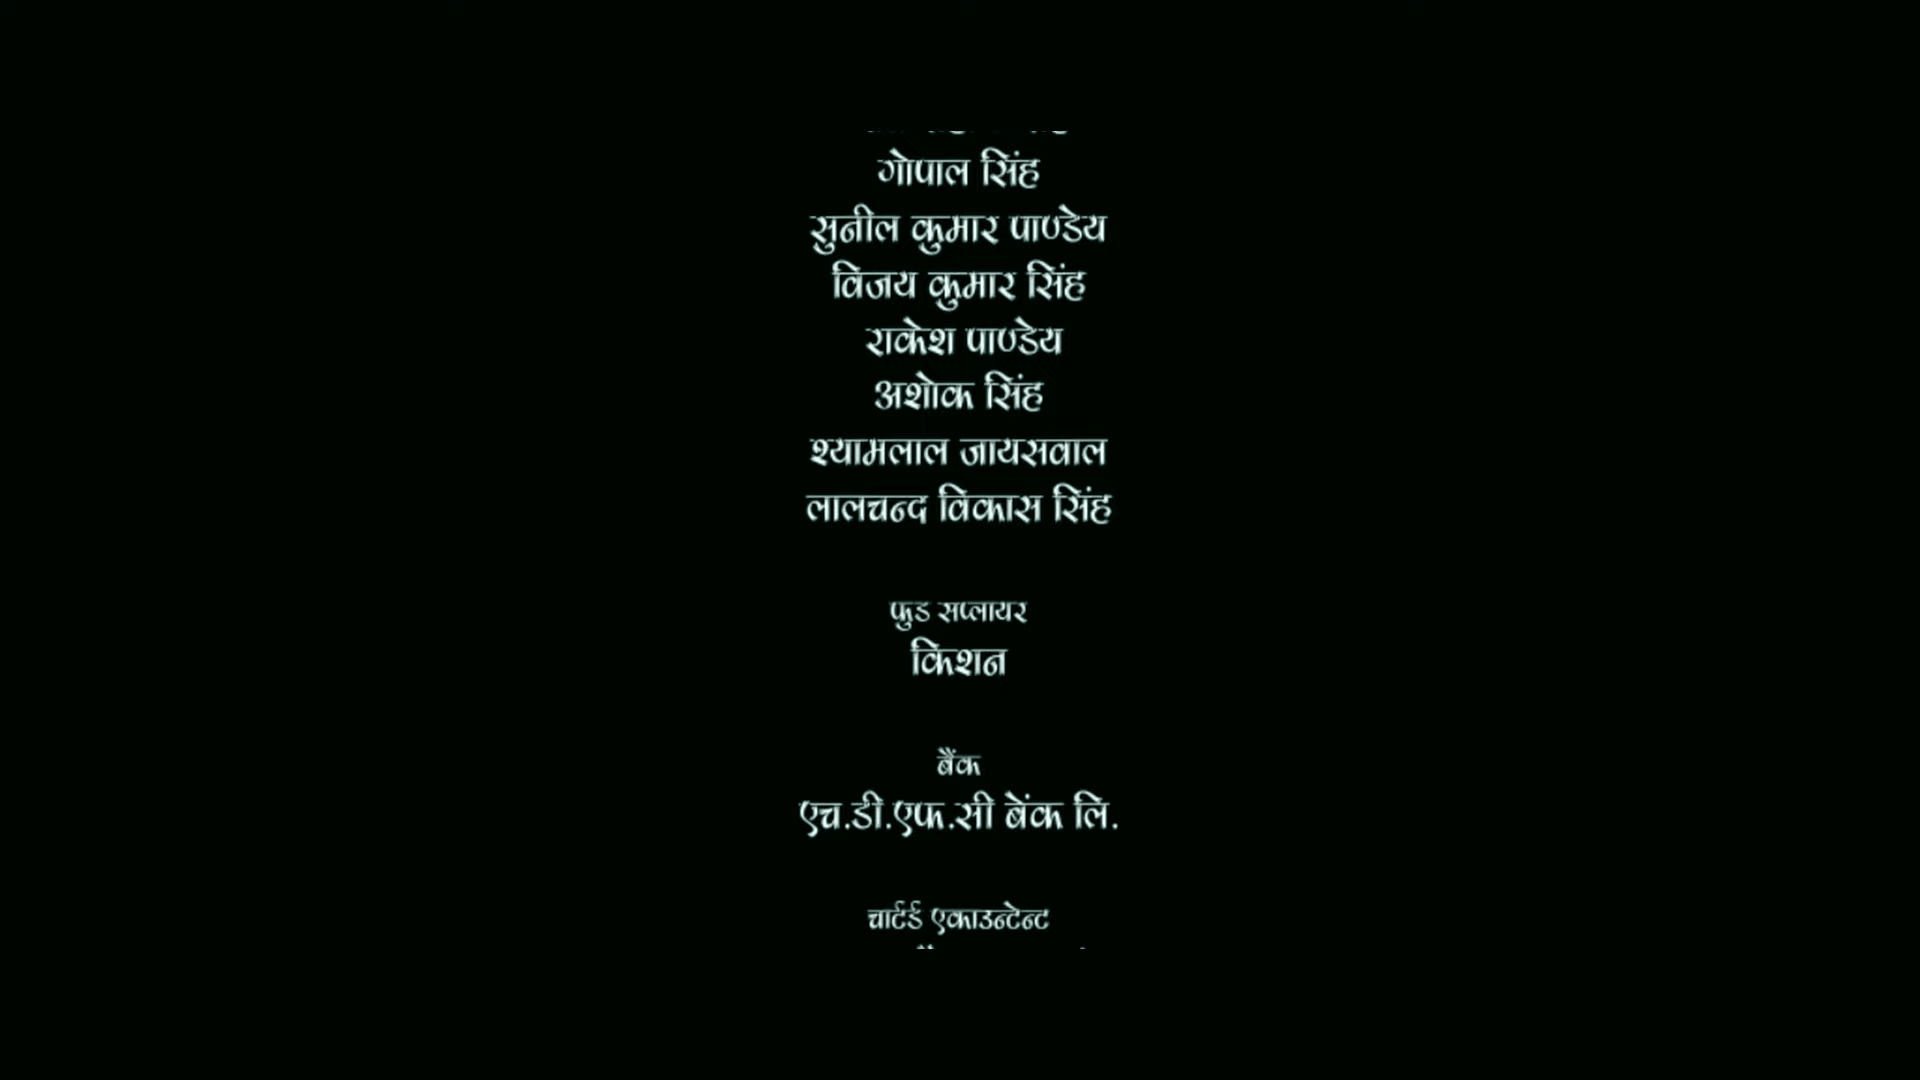 गोपाल सिंह
सुनील कुमार पाण्डेय
विजय कुमार सिंह
राकेश पाण्डेय
अशोक सिंह
श्यामलाल जायसवाल
लालचन्द विकास सिंह
फुड सप्लायर
किशन
बैंक
एच.डी.एफ.सी बेंक लि.
चार्टर्ड एकाउन्टेन्ट